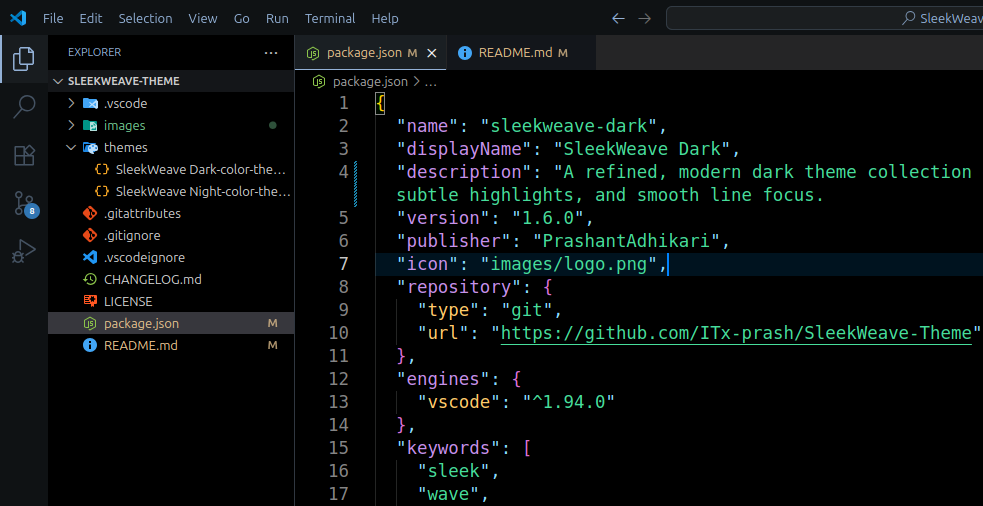 File Edit Selection View Go Run Terminal Help
SleekWeav
EXPLORER ...
SLEEKWEAVE-THEME
.vscode
images
themes
SleekWeave Dark-color-the...
SleekWeave Night-color-the...
.gitattributes
.gitignore
.vscodeignore
CHANGELOG.md
LICENSE
package.json M
README.md M
8
package.json M
README.md M
package.json > ...
1 {
2 "name": "sleekweave-dark",
3 "displayName": "SleekWeave Dark",
4 "description": "A refined, modern dark theme collection
subtle highlights, and smooth line focus.
5 "version": "1.6.0",
6 "publisher": "PrashantAdhikari",
7 "icon": "images/logo.png",
8 "repository": {
9 "type": "git",
10 "url": "https://github.com/ITx-prash/SleekWeave-Theme"
11 },
12 "engines": {
13 "vscode": "^1.94.0"
14 },
15 "keywords": [
16 "sleek",
17 "wave",